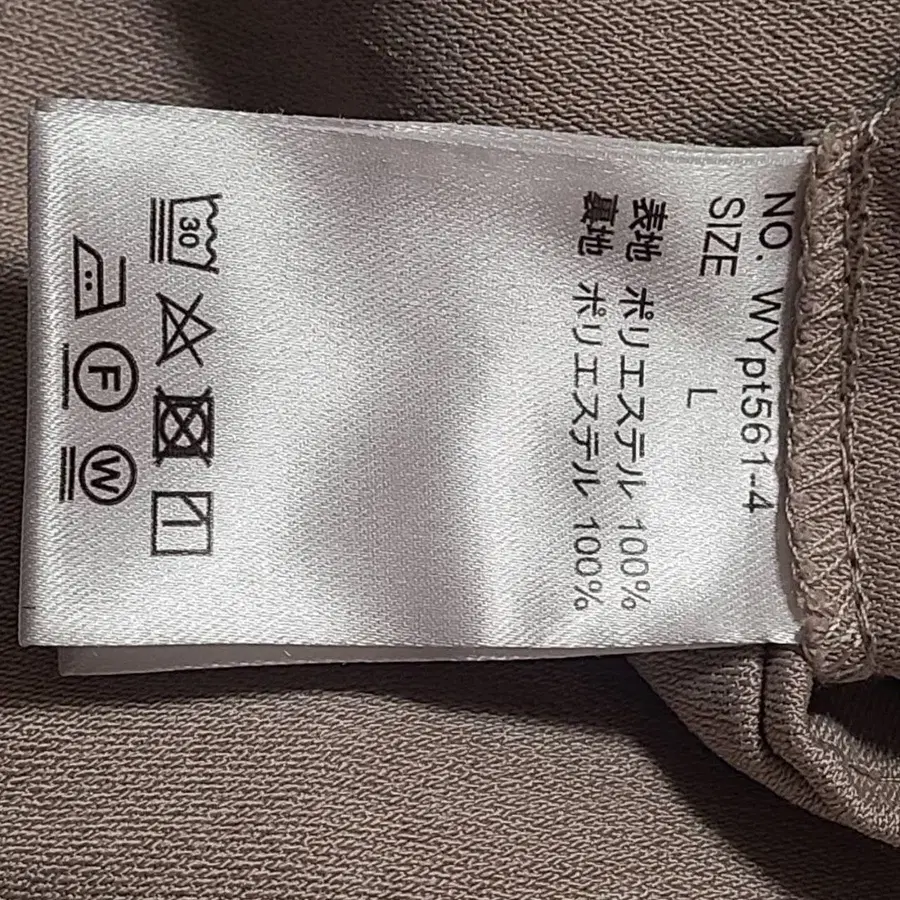 NO. WYpt561-4
SIZE L
表地 ポリエステル 100%
裏地 ポリエステル 100%
30
F W